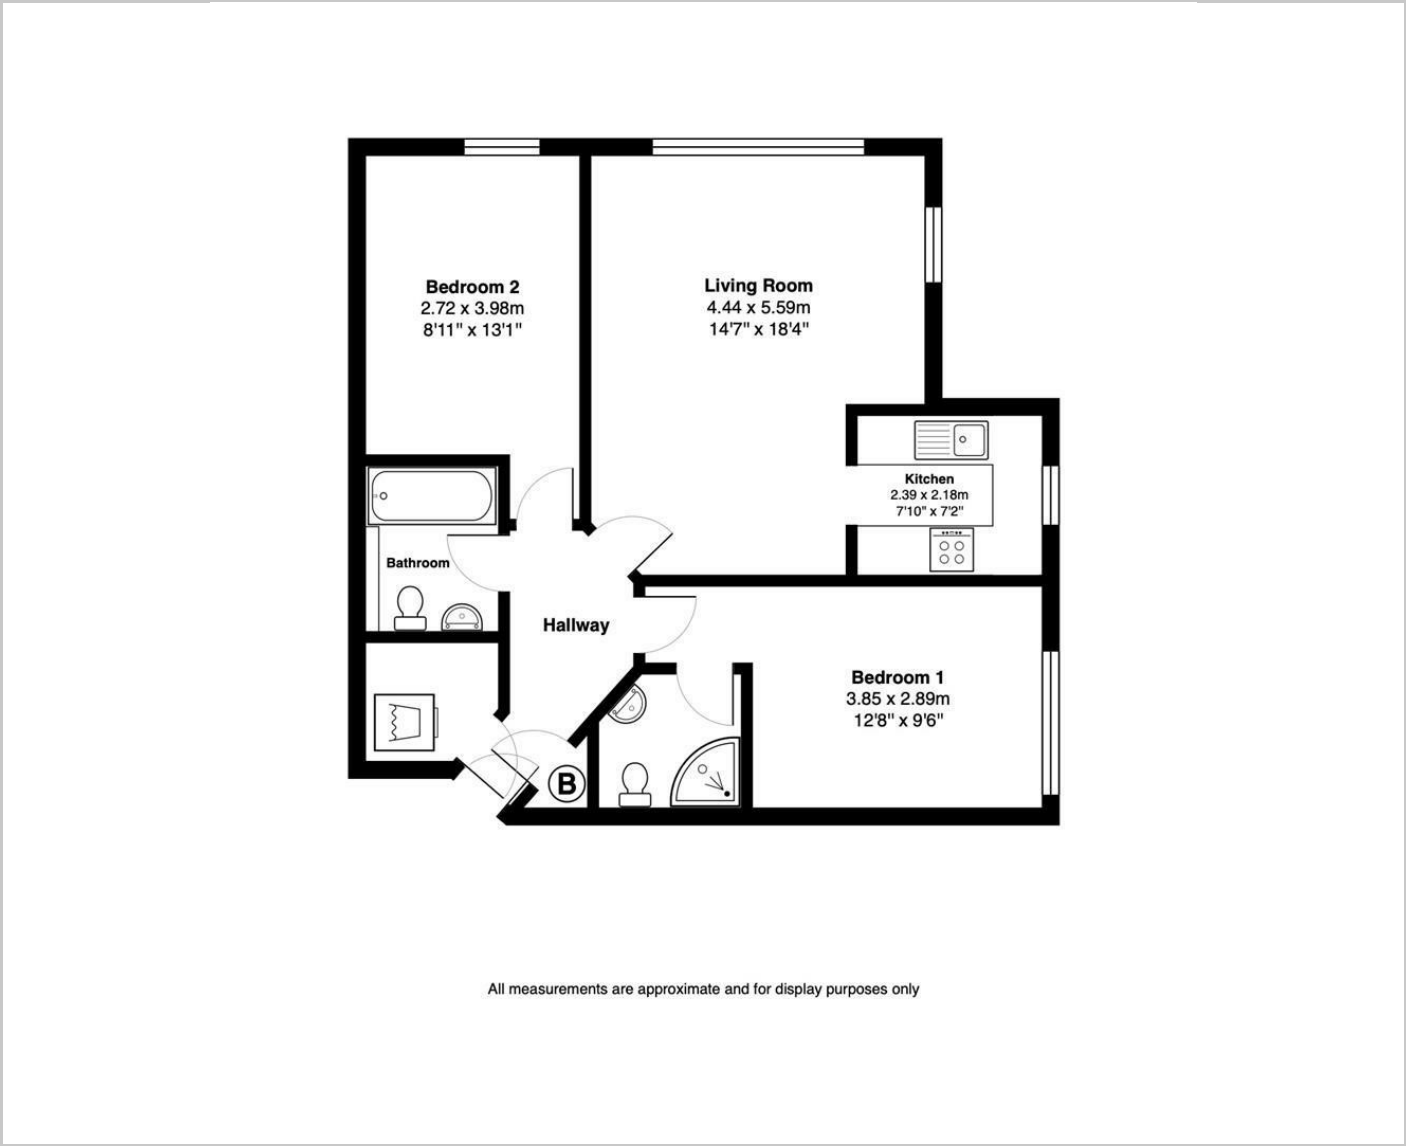 Bedroom 2
2.72 x 3.98m
8'11" x 13'1"
Living Room
4.44 x 5.59m
14'7" x 18'4"
Kitchen
2.39 x 2.18m
7'10" x 7'2"
Bathroom
Hallway
Bedroom 1
3.85 x 2.89m
12'8" x 9'6"
B
All measurements are approximate and for display purposes only